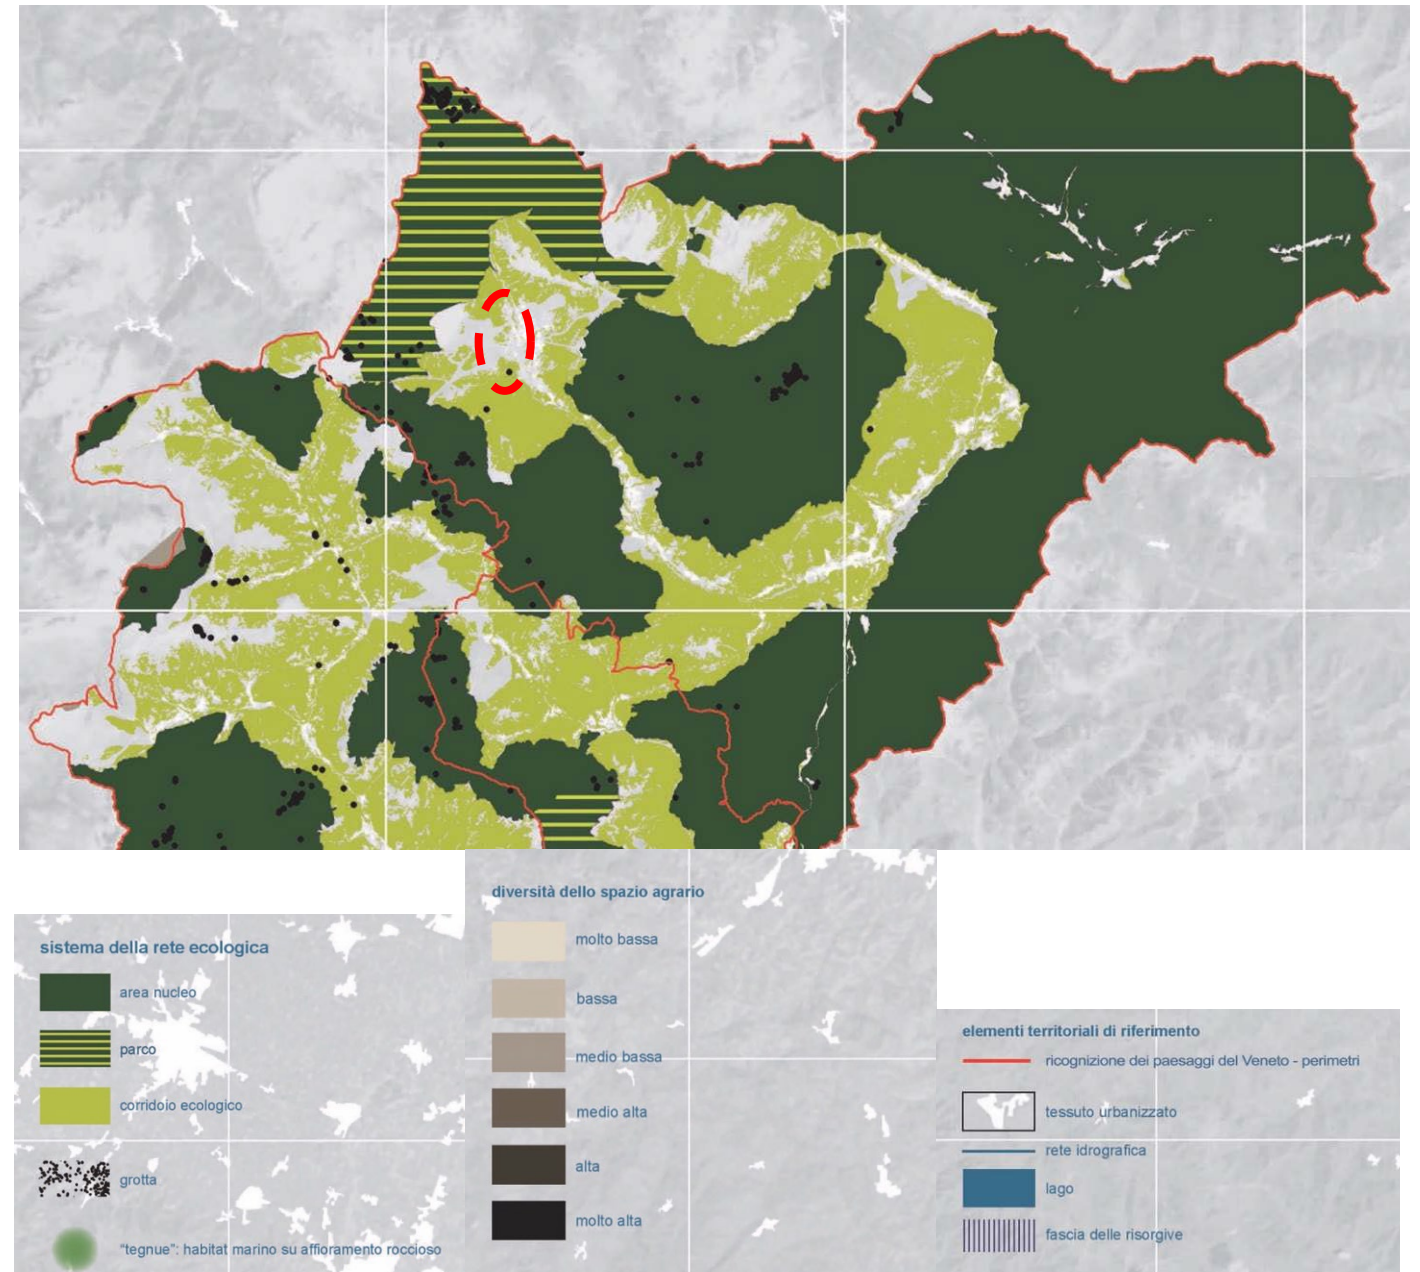 sistema della rete ecologica
area nucleo
parco
corridoio ecologico
grotta
"tegnue": habitat marino su affioramento roccioso
diversità dello spazio agrario
molto bassa
bassa
medio bassa
medio alta
alta
molto alta
elementi territoriali di riferimento
ricognizione dei paesaggi del Veneto - perimetri
tessuto urbanizzato
rete idrografica
lago
fascia delle risorgive